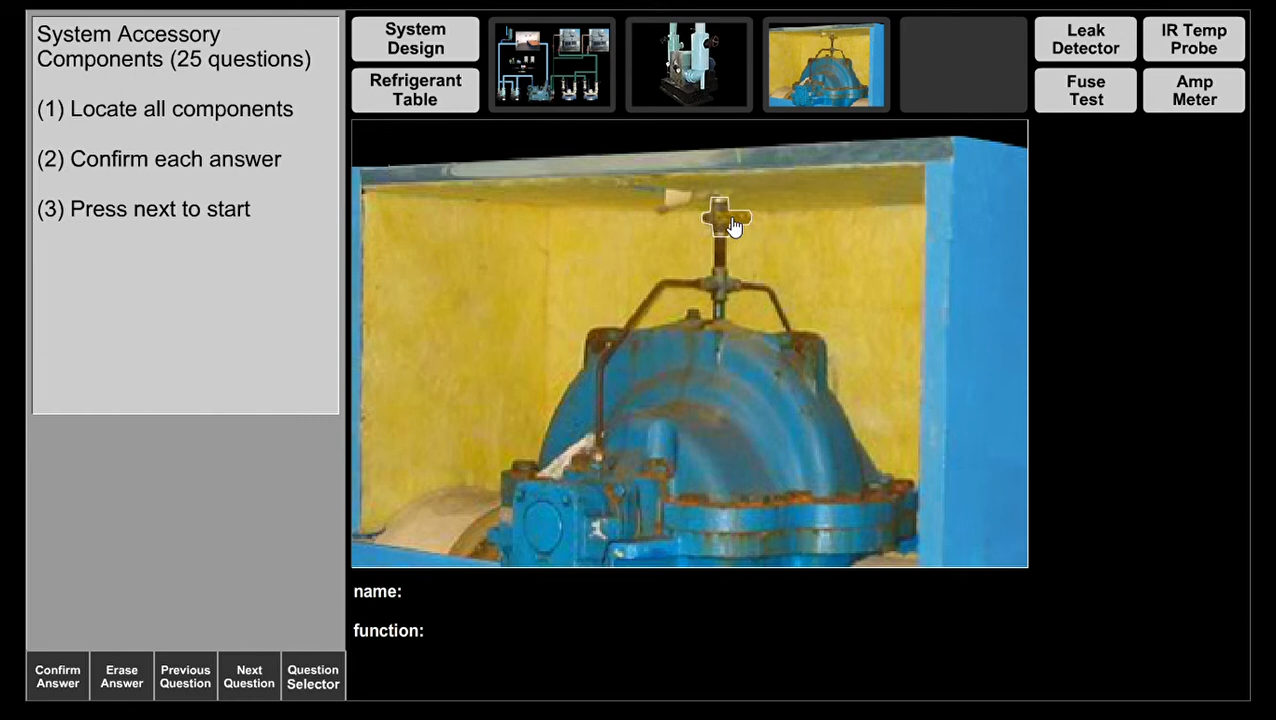 System Accessory
Components (25 questions)
(1) Locate all components
(2) Confirm each answer
(3) Press next to start
System
Design
Refrigerant
Table
Leak
Detector
IR Temp
Probe
Fuse
Test
Amp
Meter
name:
function:
Confirm
Answer
Erase
Answer
Previous
Question
Next
Question
Question
Selector